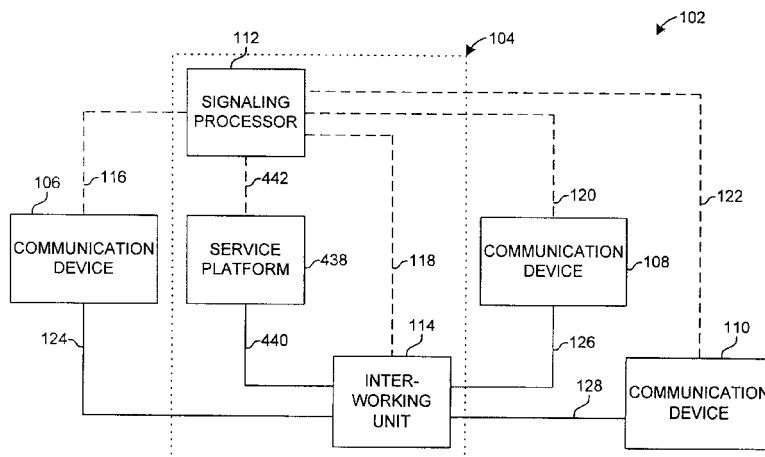 102
104
112
SIGNALING
PROCESSOR
116
442
120
122
106
COMMUNICATION
DEVICE
SERVICE
PLATFORM
438
118
COMMUNICATION
DEVICE
108
124
440
114
126
110
INTER-
WORKING
UNIT
128
COMMUNICATION
DEVICE